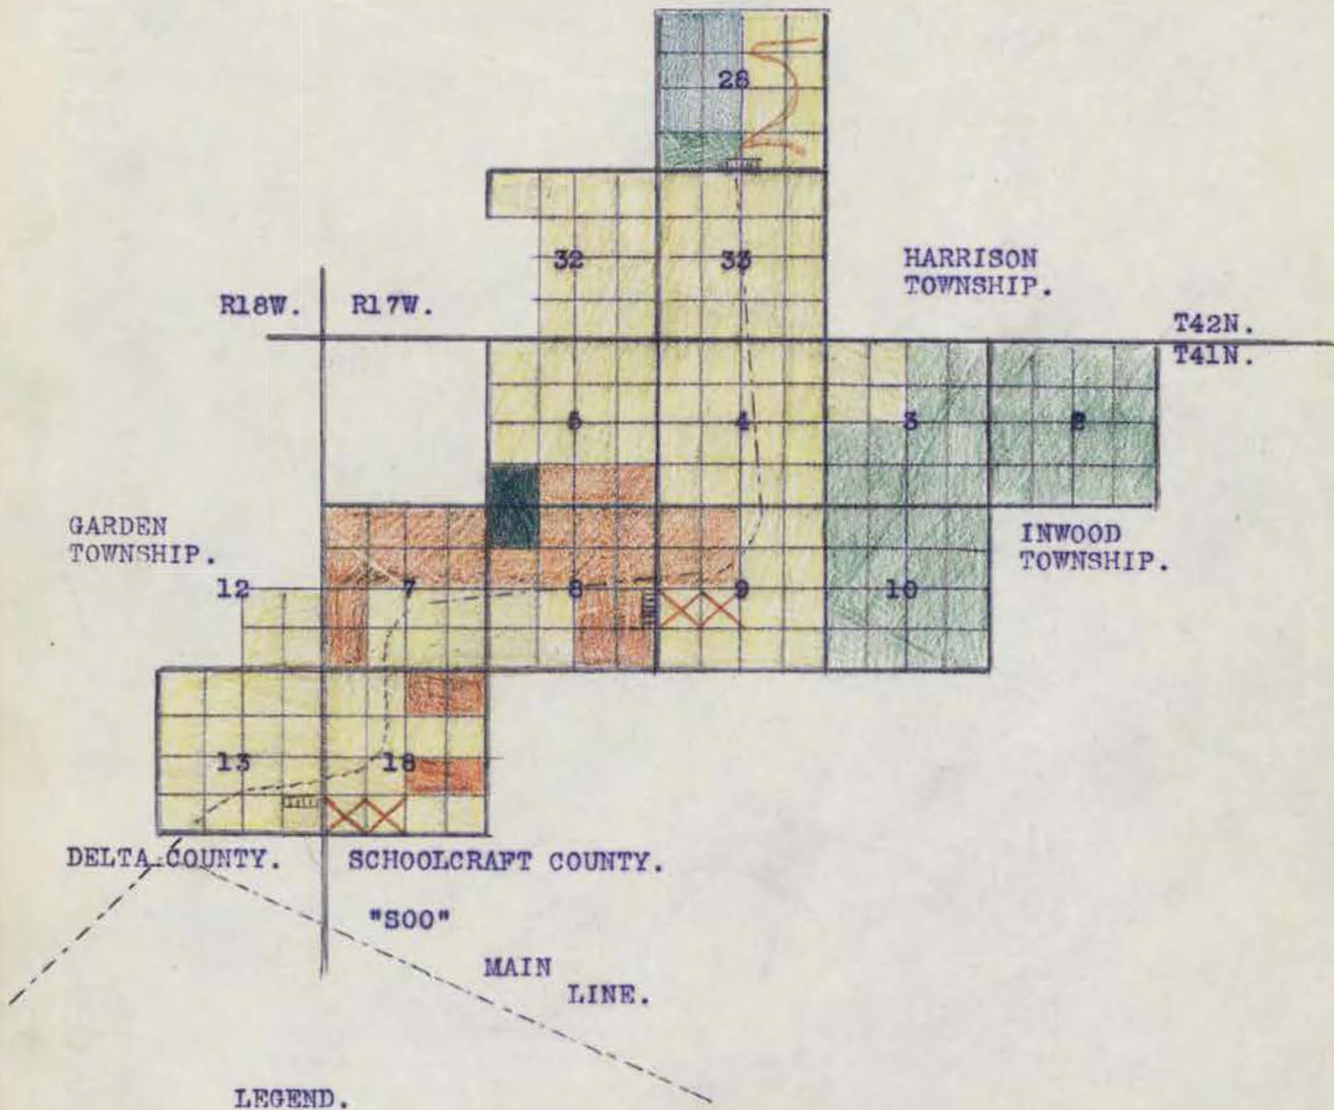 28
32 33
HARRISON
TOWNSHIP.
R18W. R17W.
T42N.
T41N.
5 4 3 2
GARDEN
TOWNSHIP.
INWOOD
TOWNSHIP.
12 7 8 9 10
13 18
DELTA COUNTY. SCHOOLCRAFT COUNTY.
"SOO"
MAIN
LINE.
LEGEND.